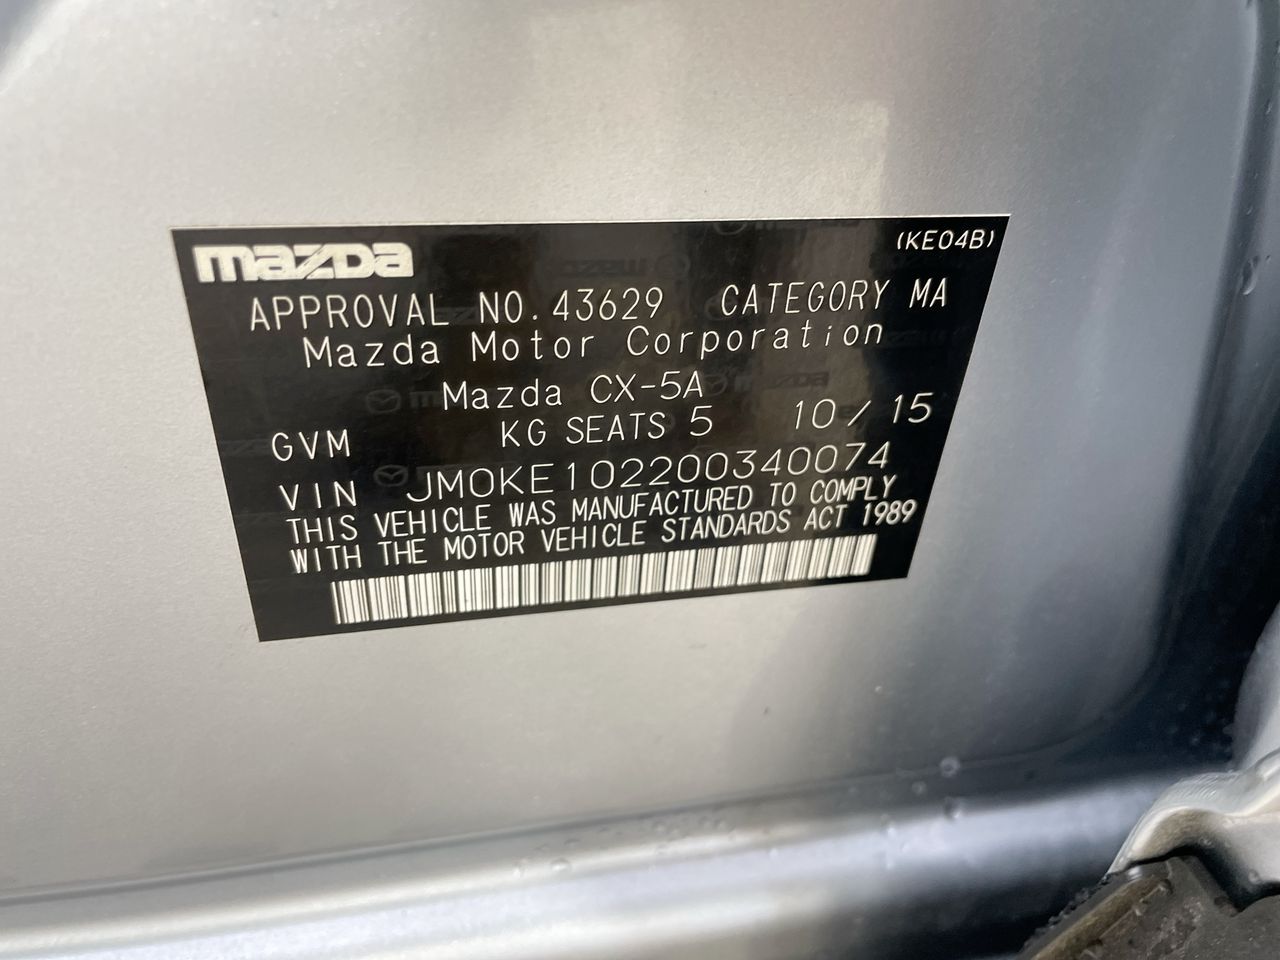 mazda (KE04B)
APPROVAL NO. 43629 CATEGORY MA
Mazda Motor Corporation
Mazda CX-5A
GVM KG SEATS 5 10/15
VIN JM0KE102200340074
THIS VEHICLE WAS MANUFACTURED TO COMPLY
WITH THE MOTOR VEHICLE STANDARDS ACT 1989